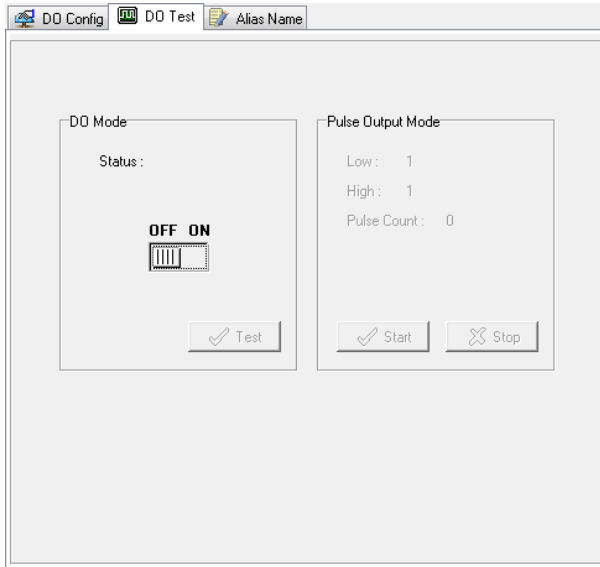 DO Config DO Test Alias Name
DO Mode
Status :
OFF ON
Test
Pulse Output Mode
Low : 1
High : 1
Pulse Count : 0
Start Stop